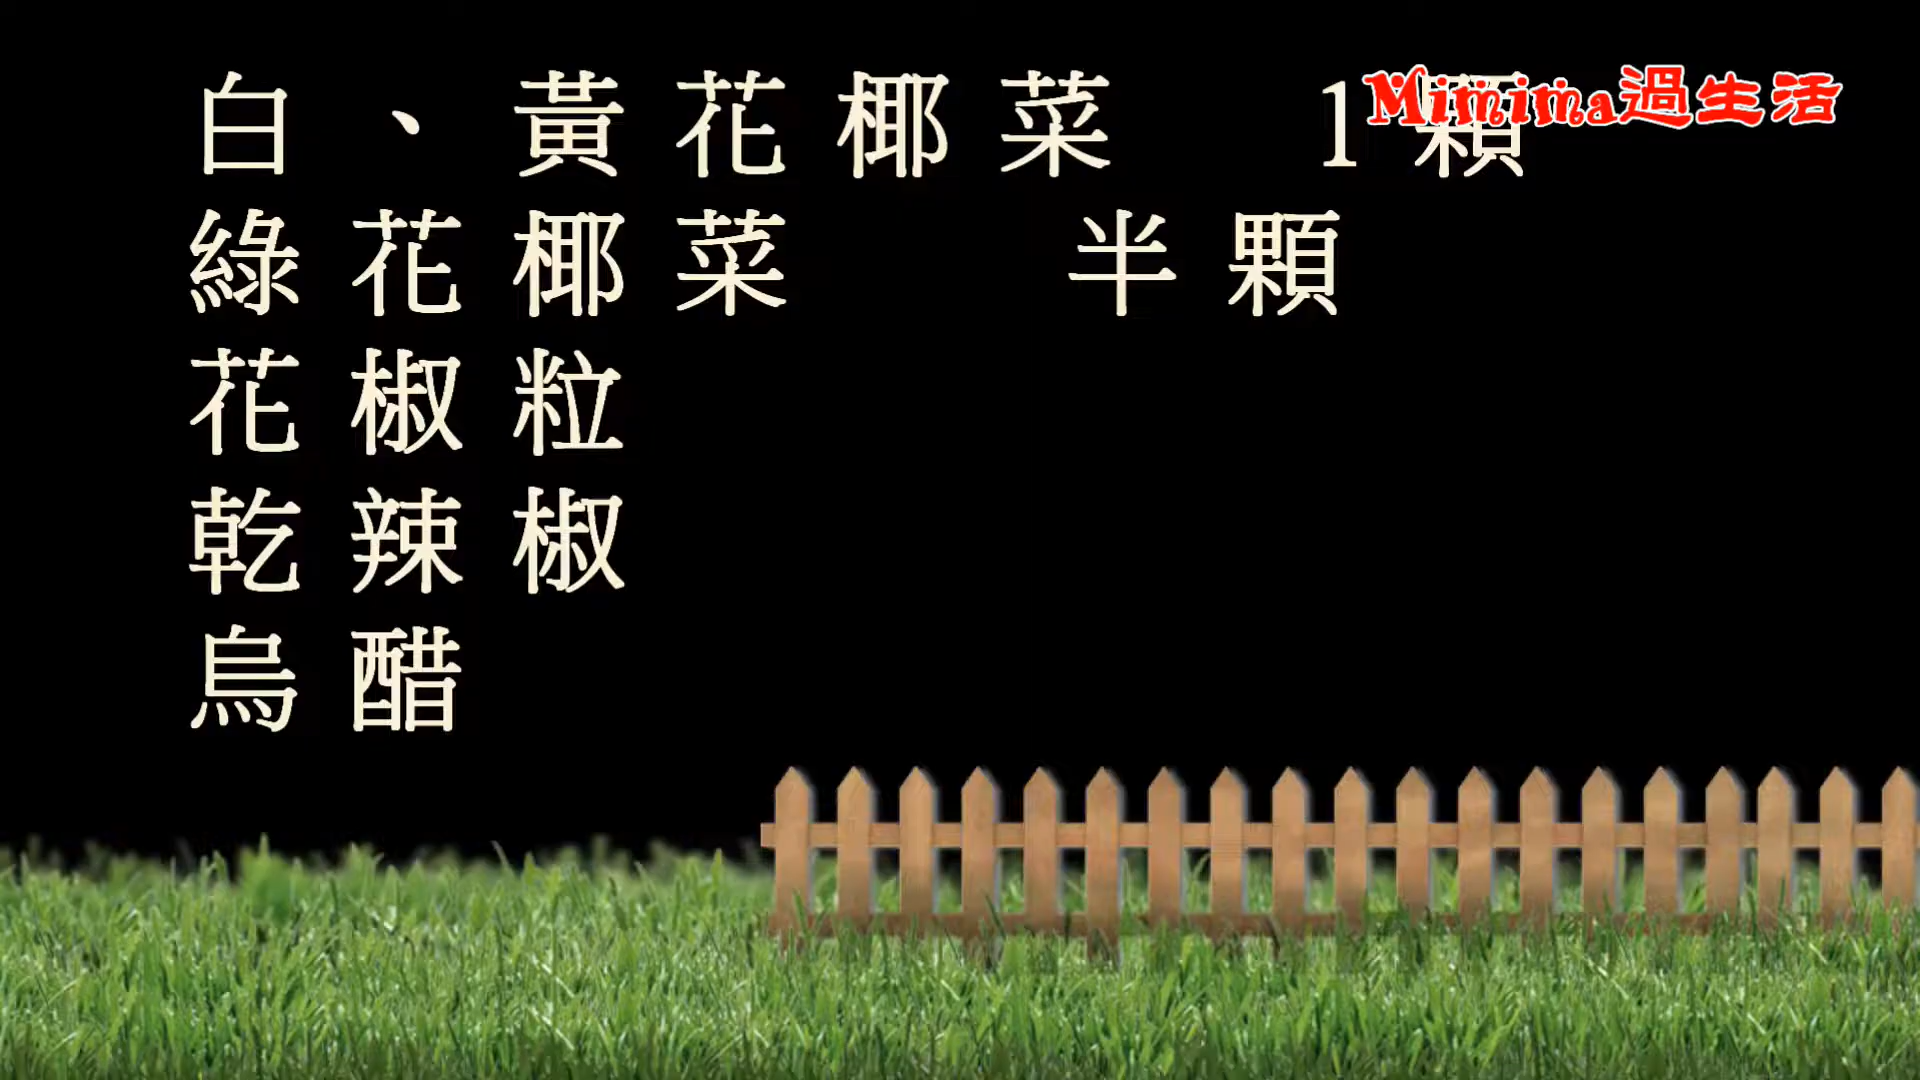 白、黃花椰菜 1顆
Mimima過生活
綠花椰菜 半顆
花椒粒
乾辣椒
烏醋